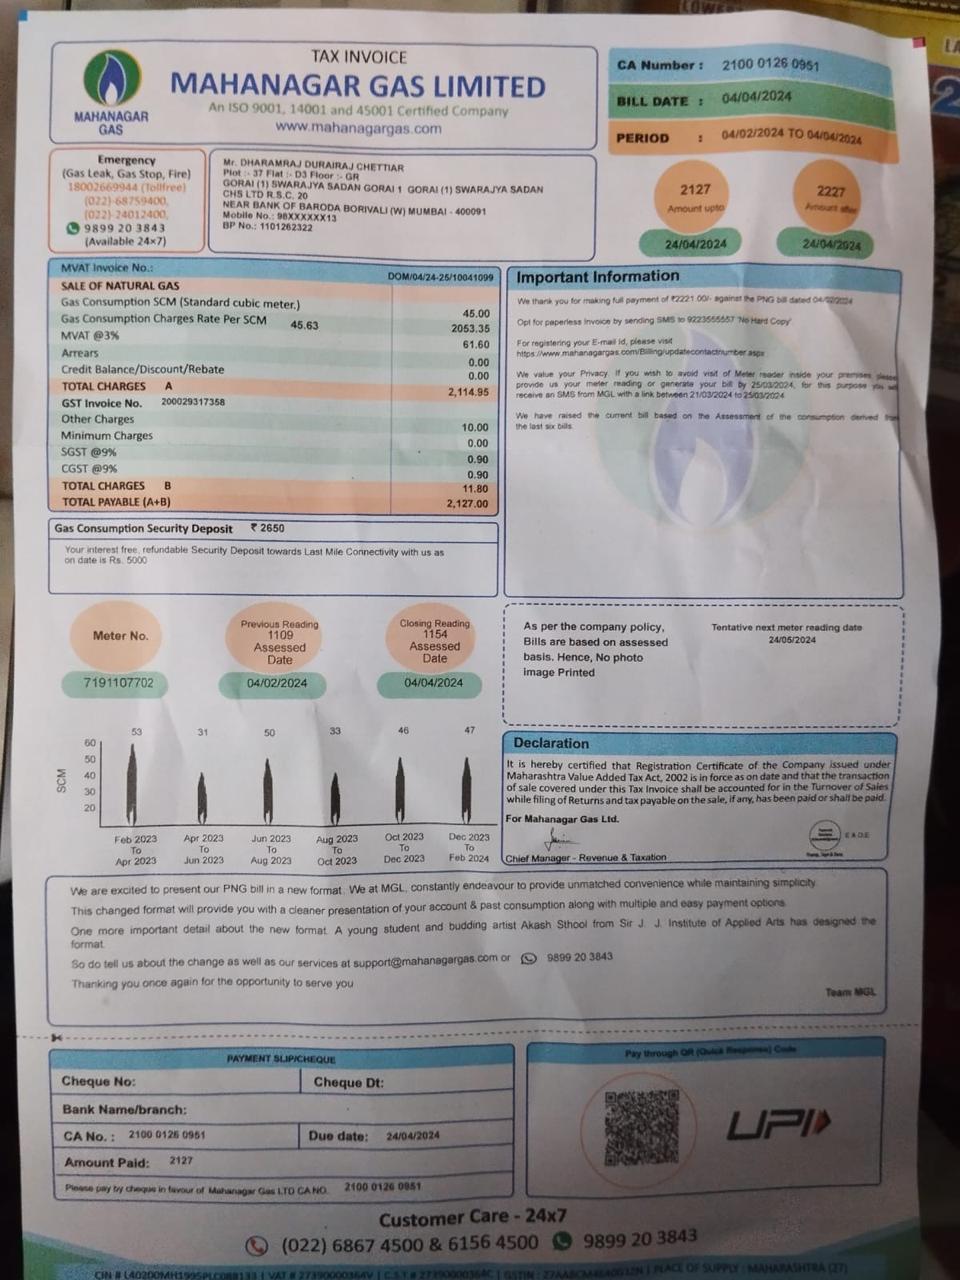 TAX INVOICE
MAHANAGAR GAS LIMITED
An ISO 9001, 14001 and 45001 Certified Company
www.mahanagargas.com
MAHANAGAR
GAS
CA Number : 2100 0126 0951
BILL DATE : 04/04/2024
PERIOD : 04/02/2024 TO 04/04/2024
Emergency
(Gas Leak, Gas Stop, Fire)
18002669944 (Tollfree)
(022)-68759400,
(022)-24012400,
9899 20 3843
(Available 24x7)
Mr. DHARAMRAJ DURAIRAJ CHETTIAR
Plot :- 37 Flat :- D3 Floor :- GR
GORAI (1) SWARAJYA SADAN GORAI 1 GORAI (1) SWARAJYA SADAN
CHS LTD R.S.C. 20
NEAR BANK OF BARODA BORIVALI (W) MUMBAI - 400091
Mobile No.: 98XXXXXX13
BP No.: 1101262322
2127
Amount upto
24/04/2024
2227
Amount after
24/04/2024
MVAT Invoice No.: DOM/04/24-25/10041099
SALE OF NATURAL GAS
Gas Consumption SCM (Standard cubic meter.) 45.00
Gas Consumption Charges Rate Per SCM 45.63 2053.35
MVAT @3% 61.60
Arrears 0.00
Credit Balance/Discount/Rebate 0.00
TOTAL CHARGES A 2,114.95
GST Invoice No. 200029317358
Other Charges 10.00
Minimum Charges 0.00
SGST @9% 0.90
CGST @9% 0.90
TOTAL CHARGES B 11.80
TOTAL PAYABLE (A+B) 2,127.00
Gas Consumption Security Deposit ₹ 2650
Your interest free, refundable Security Deposit towards Last Mile Connectivity with us as
on date is Rs. 5000
Important Information
We thank you for making full payment of ₹2221.00/- against the PNG bill dated 04/02/2024
Opt for paperless Invoice by sending SMS to 9223555557 'No Hard Copy'
For registering your E-mail Id, please visit
https://www.mahanagargas.com/Billing/updatecontactnumber.aspx
We value your Privacy. If you wish to avoid visit of Meter reader inside your premises, please
provide us your meter reading or generate your bill by 25/03/2024, for this purpose you will
receive an SMS from MGL with a link between 21/03/2024 to 25/03/2024
We have raised the current bill based on the Assessment of the consumption derived from
the last six bills.
Meter No.
7191107702
Previous Reading
1109
Assessed
Date
04/02/2024
Closing Reading
1154
Assessed
Date
04/04/2024
As per the company policy,
Bills are based on assessed
basis. Hence, No photo
image Printed
Tentative next meter reading date
24/05/2024
53 31 50 33 46 47
SCM
60
50
40
30
20
Feb 2023 Apr 2023 Jun 2023 Aug 2023 Oct 2023 Dec 2023
To To To To To To
Apr 2023 Jun 2023 Aug 2023 Oct 2023 Dec 2023 Feb 2024
Declaration
It is hereby certified that Registration Certificate of the Company issued under
Maharashtra Value Added Tax Act, 2002 is in force as on date and that the transaction
of sale covered under this Tax Invoice shall be accounted for in the Turnover of Sales
while filing of Returns and tax payable on the sale, if any, has been paid or shall be paid.
For Mahanagar Gas Ltd.
E.&O.E
Chief Manager - Revenue & Taxation
We are excited to present our PNG bill in a new format. We at MGL, constantly endeavour to provide unmatched convenience while maintaining simplicity.
This changed format will provide you with a cleaner presentation of your account & past consumption along with multiple and easy payment options.
One more important detail about the new format. A young student and budding artist Akash Sthool from Sir J. J. Institute of Applied Arts has designed the
format.
So do tell us about the change as well as our services at support@mahanagargas.com or 9899 20 3843
Thanking you once again for the opportunity to serve you
Team MGL
PAYMENT SLIP/CHEQUE
Cheque No: Cheque Dt:
Bank Name/branch:
CA No. : 2100 0126 0951 Due date: 24/04/2024
Amount Paid: 2127
Please pay by cheque in favour of Mahanagar Gas LTD CA NO. 2100 0126 0951
Pay through QR (Quick Response) Code
UPI
Customer Care - 24x7
(022) 6867 4500 & 6156 4500 9899 20 3843
PLACE OF SUPPLY : MAHARASHTRA (27)